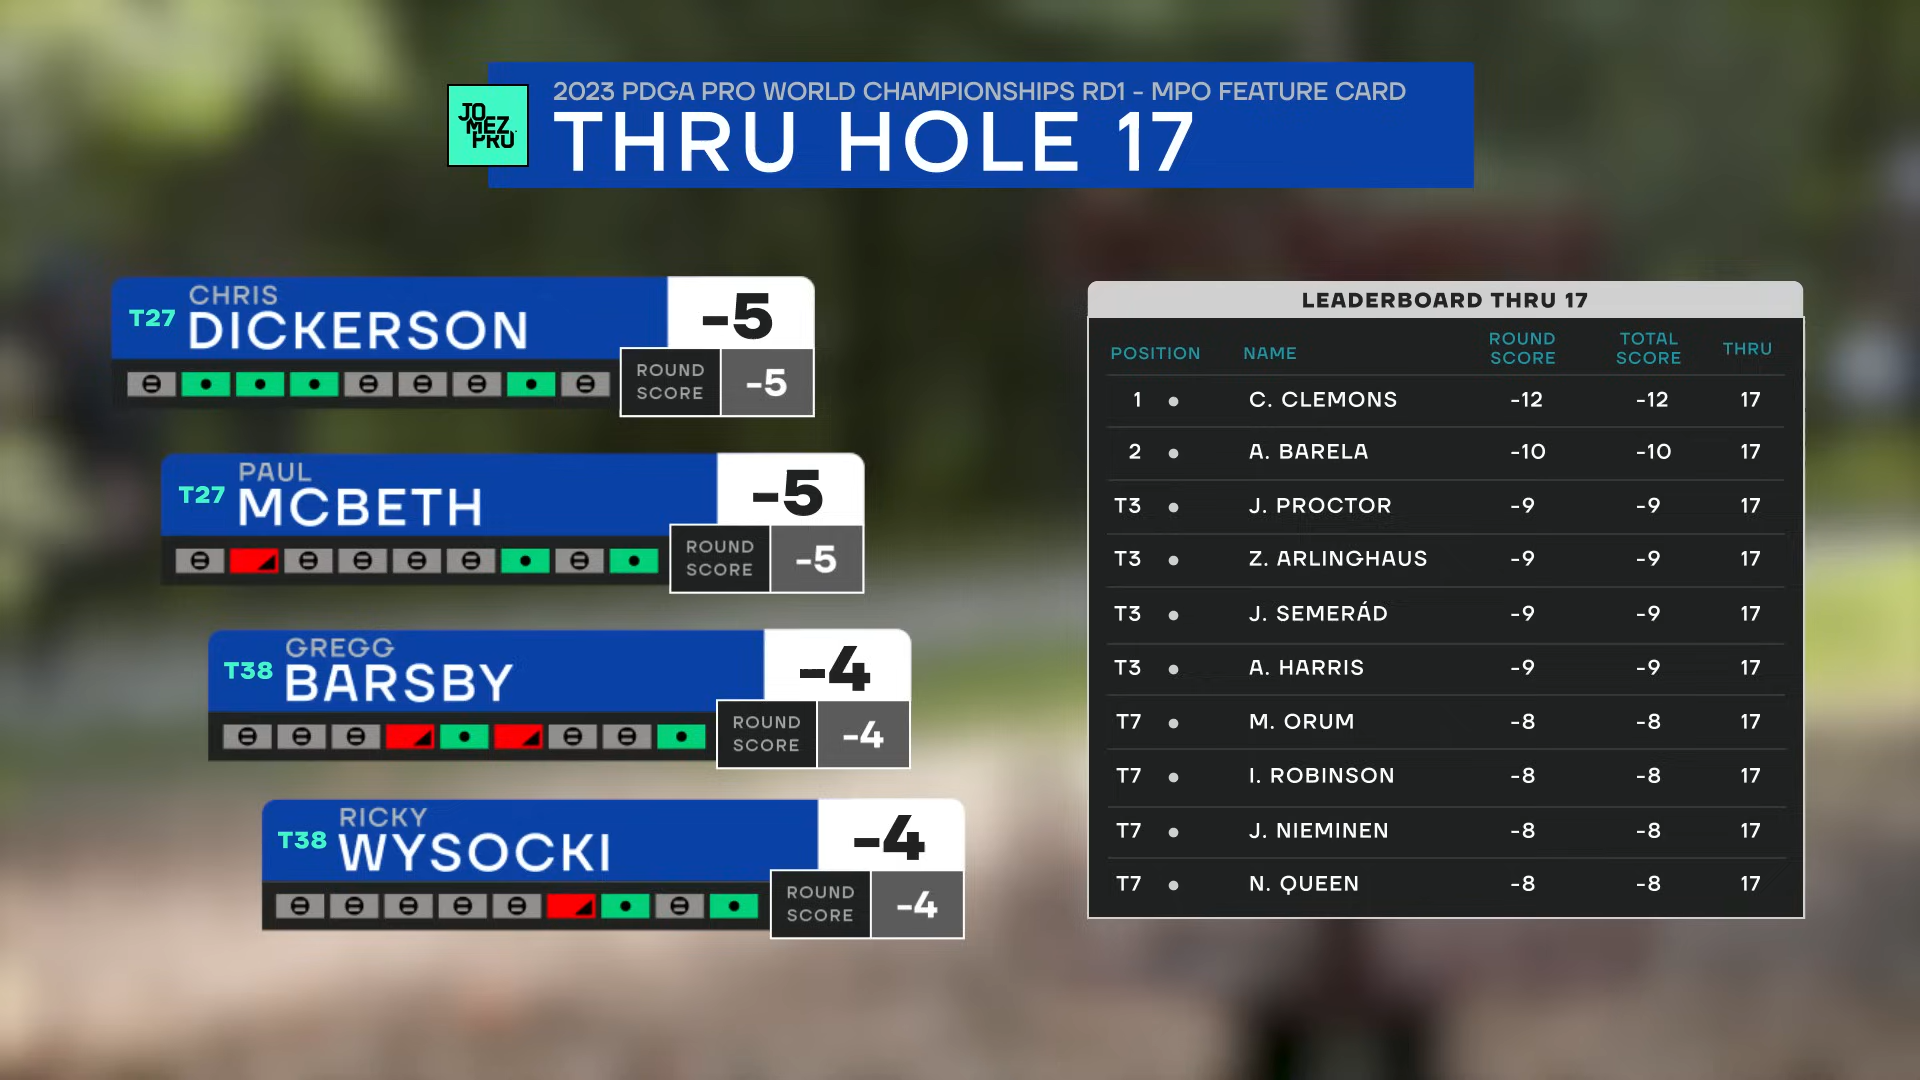 JO
MEZ
PRO
2023 PDGA PRO WORLD CHAMPIONSHIPS RD1 - MPO FEATURE CARD
THRU HOLE 17
T27 CHRIS
DICKERSON
-5
ROUND
SCORE
-5
T27 PAUL
MCBETH
-5
ROUND
SCORE
-5
T38 GREGG
BARSBY
-4
ROUND
SCORE
-4
T38 RICKY
WYSOCKI
-4
ROUND
SCORE
-4
LEADERBOARD THRU 17
POSITION NAME ROUND SCORE TOTAL SCORE THRU
1 C. CLEMONS -12 -12 17
2 A. BARELA -10 -10 17
T3 J. PROCTOR -9 -9 17
T3 Z. ARLINGHAUS -9 -9 17
T3 J. SEMERÁD -9 -9 17
T3 A. HARRIS -9 -9 17
T7 M. ORUM -8 -8 17
T7 I. ROBINSON -8 -8 17
T7 J. NIEMINEN -8 -8 17
T7 N. QUEEN -8 -8 17